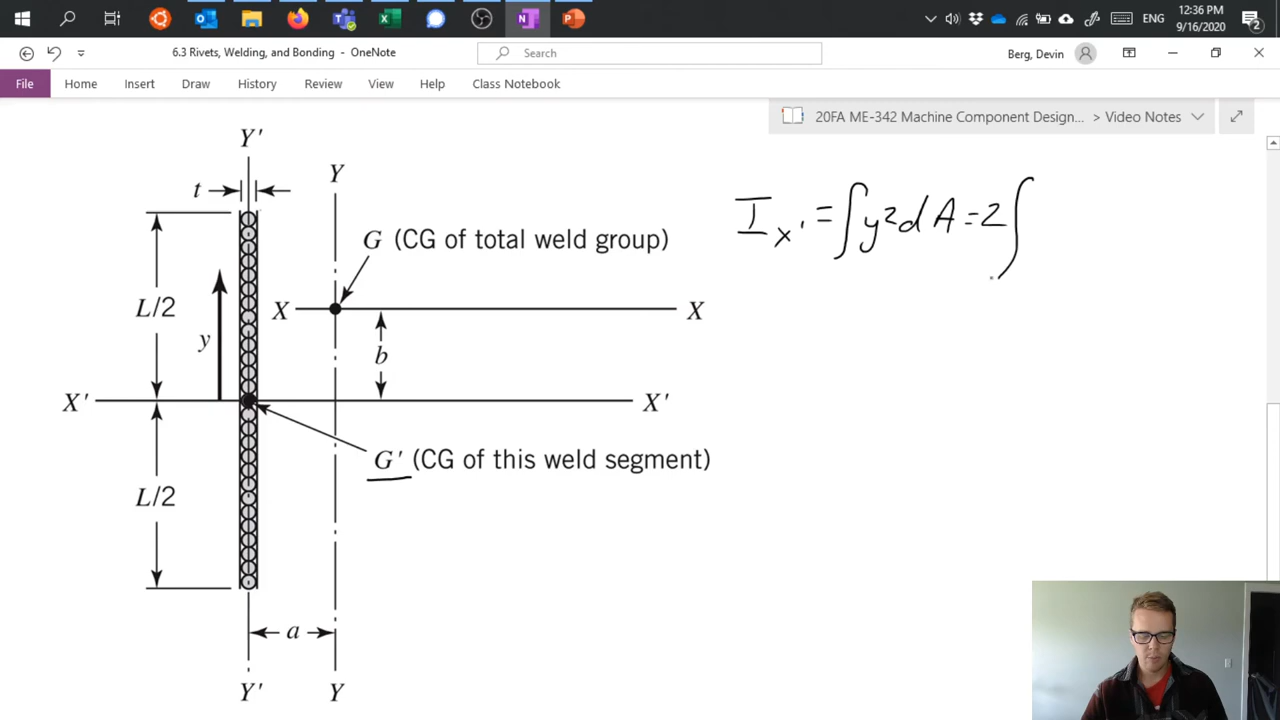 12:36 PM
ENG
9/16/2020
2
6.3 Rivets, Welding, and Bonding - OneNote
Search
Berg, Devin
File Home Insert Draw History Review View Help Class Notebook
20FA ME-342 Machine Component Design... > Video Notes
Y'
Y
t
G (CG of total weld group)
I x' = ∫y²dA = 2∫
L/2
X
X
y
b
X'
X'
G' (CG of this weld segment)
L/2
a
Y'
Y